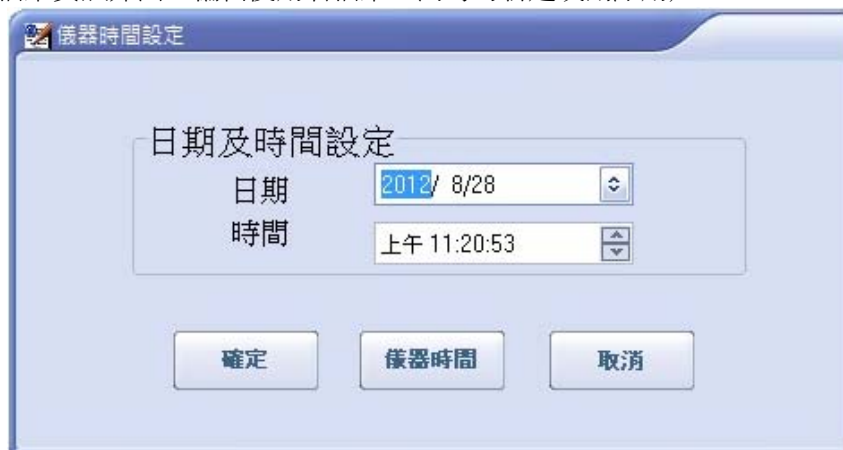 儀器時間設定
日期及時間設定
日期 2012/ 8/28
時間 上午 11:20:53
確定 儀器時間 取消